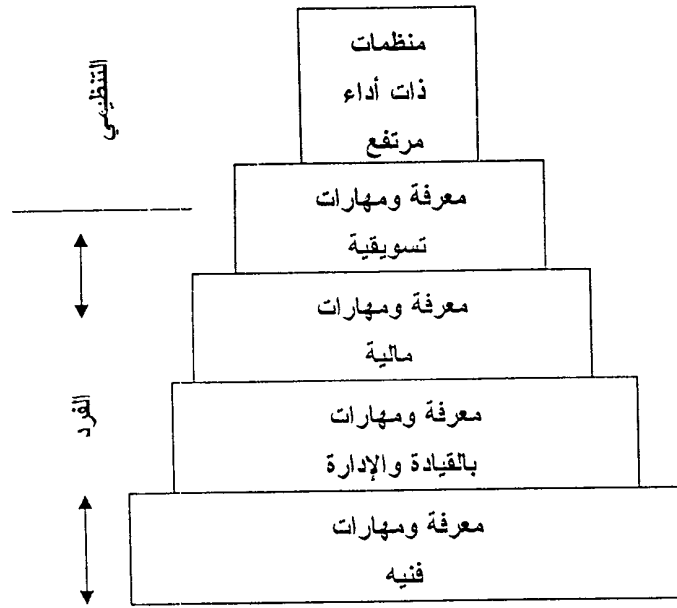 منظمات
ذات أداء
مرتفع
معرفة ومهارات
تسويقية
معرفة ومهارات
مالية
معرفة ومهارات
بالقيادة والإدارة
معرفة ومهارات
فنيه
التنظيمي
الفرد